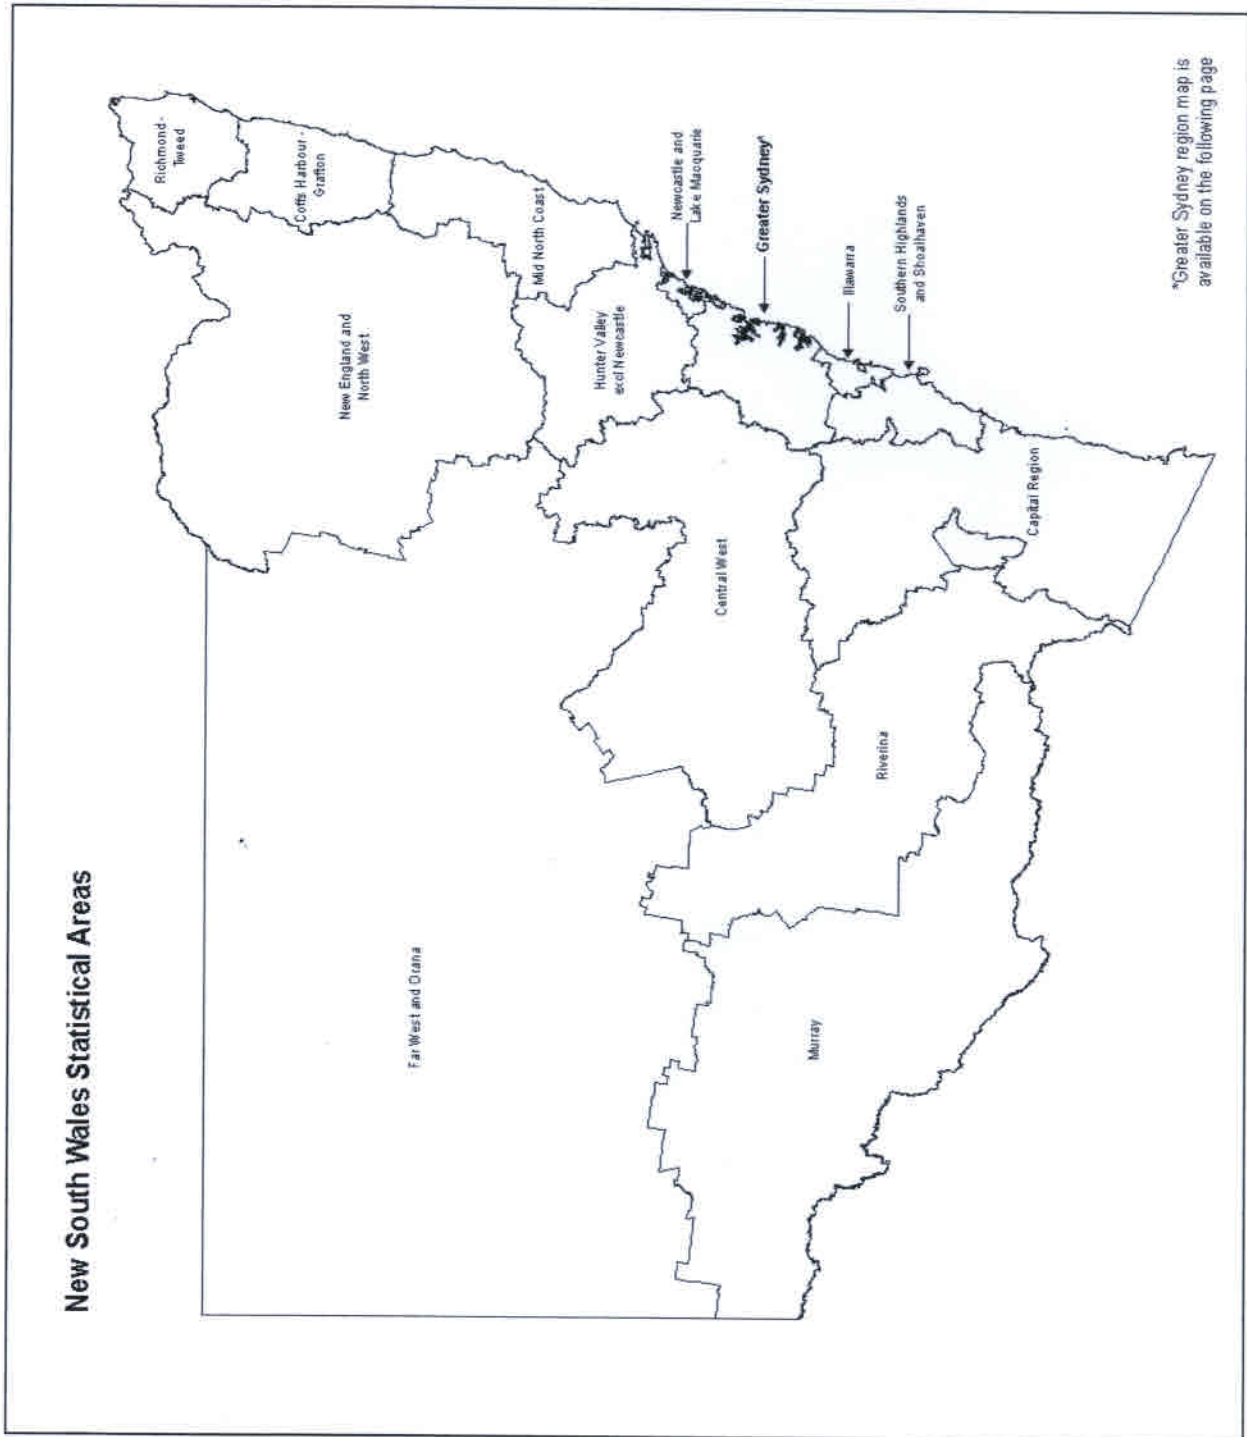 New South Wales Statistical Areas
Richmond-
Tweed
Coffs Harbour-
Grafton
New England and
North West
Mid North Coast
Hunter Valley
excl Newcastle
Newcastle and
Lake Macquarie
Greater Sydney*
Far West and Orana
Central West
Illawarra
Southern Highlands
and Shoalhaven
Riverina
Murray
Capital Region
*Greater Sydney region map is
available on the following page